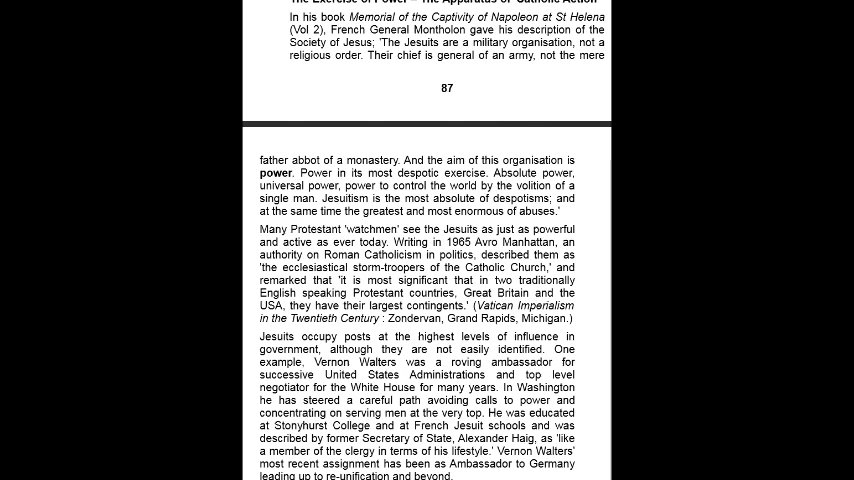 The Exercise of Power – The Apparatus of 'Catholic Action'
In his book Memorial of the Captivity of Napoleon at St Helena
(Vol 2), French General Montholon gave his description of the
Society of Jesus; 'The Jesuits are a military organisation, not a
religious order. Their chief is general of an army, not the mere
87
father abbot of a monastery. And the aim of this organisation is
power. Power in its most despotic exercise. Absolute power,
universal power, power to control the world by the volition of a
single man. Jesuitism is the most absolute of despotisms; and
at the same time the greatest and most enormous of abuses.'
Many Protestant 'watchmen' see the Jesuits as just as powerful
and active as ever today. Writing in 1965 Avro Manhattan, an
authority on Roman Catholicism in politics, described them as
'the ecclesiastical storm-troopers of the Catholic Church,' and
remarked that 'it is most significant that in two traditionally
English speaking Protestant countries, Great Britain and the
USA, they have their largest contingents.' (Vatican Imperialism
in the Twentieth Century : Zondervan, Grand Rapids, Michigan.)
Jesuits occupy posts at the highest levels of influence in
government, although they are not easily identified. One
example, Vernon Walters was a roving ambassador for
successive United States Administrations and top level
negotiator for the White House for many years. In Washington
he has steered a careful path avoiding calls to power and
concentrating on serving men at the very top. He was educated
at Stonyhurst College and at French Jesuit schools and was
described by former Secretary of State, Alexander Haig, as 'like
a member of the clergy in terms of his lifestyle.' Vernon Walters'
most recent assignment has been as Ambassador to Germany
leading up to re-unification and beyond.